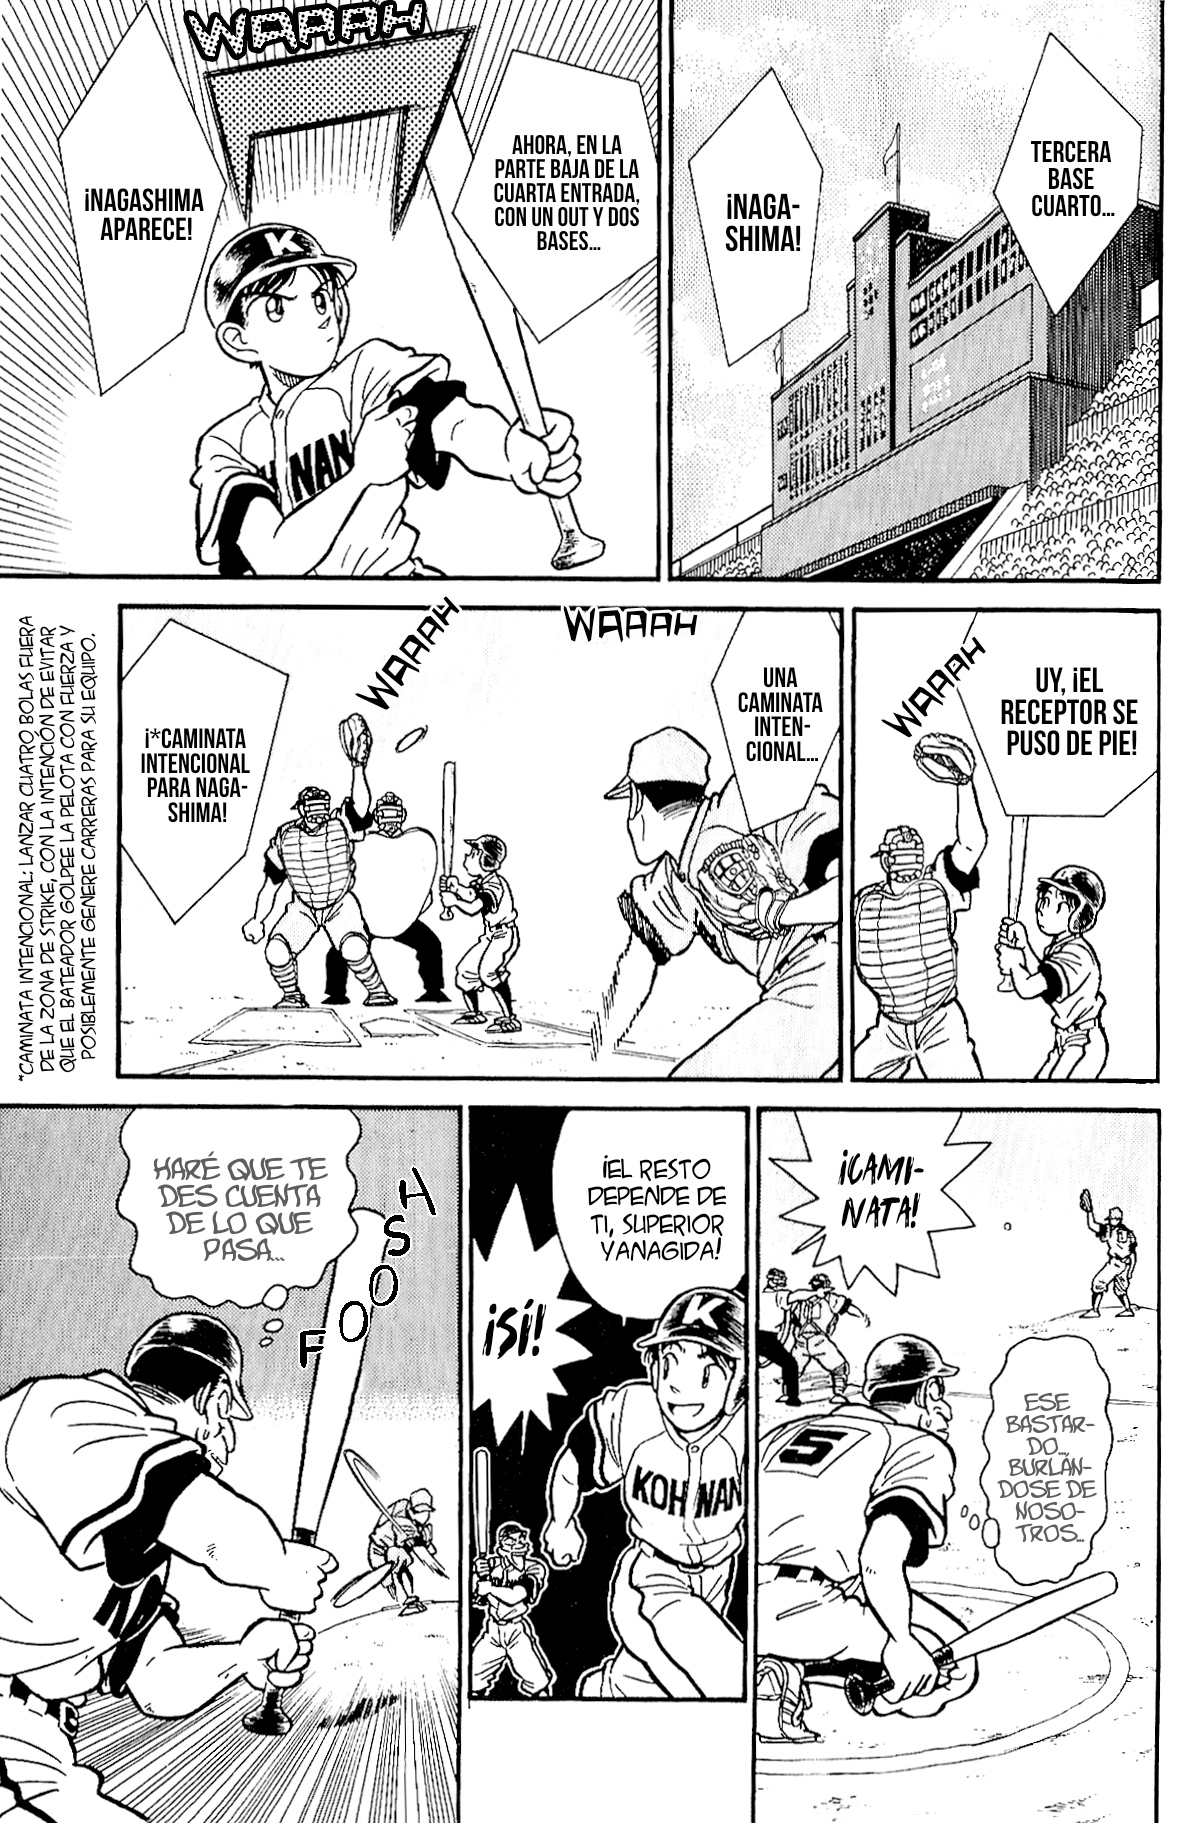 TERCERA
BASE
CUARTO...
¡NAGA-
SHIMA!
WAAAH
AHORA, EN LA
PARTE BAJA DE LA
CUARTA ENTRADA,
CON UN OUT Y DOS
BASES...
¡NAGASHIMA
APARECE!
K
KOHNAN
UY, ¡EL
RECEPTOR SE
PUSO DE PIE!
WAAAH
WAAAH
UNA
CAMINATA
INTEN-
CIONAL...
WAAAH
¡*CAMINATA
INTENCIONAL
PARA NAGA-
SHIMA!
*CAMINATA INTENCIONAL: LANZAR CUATRO BOLAS FUERA
DE LA ZONA DE STRIKE, CON LA INTENCIÓN DE EVITAR
QUE EL BATEADOR GOLPEE LA PELOTA CON FUERZA Y
POSIBLEMENTE GENERE CARRERAS PARA SU EQUIPO.
¡CAMI-
NATA!
ESE
BASTAR-
DO...
BURLÁN-
DOSE DE
NOSO-
TROS...
5
¡EL RESTO
DEPENDE DE
TI, SUPERIOR
YANAGIDA!
K
KOHNAN
¡SÍ!
HARÉ QUE TE
DES CUENTA
DE LO QUE
PASA...
FOOSH